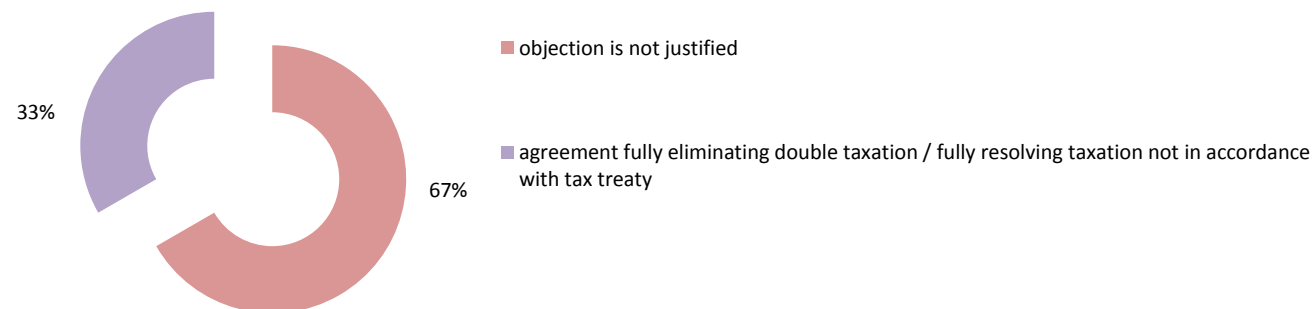 objection is not justified
33%
agreement fully eliminating double taxation / fully resolving taxation not in accordance
with tax treaty
67%